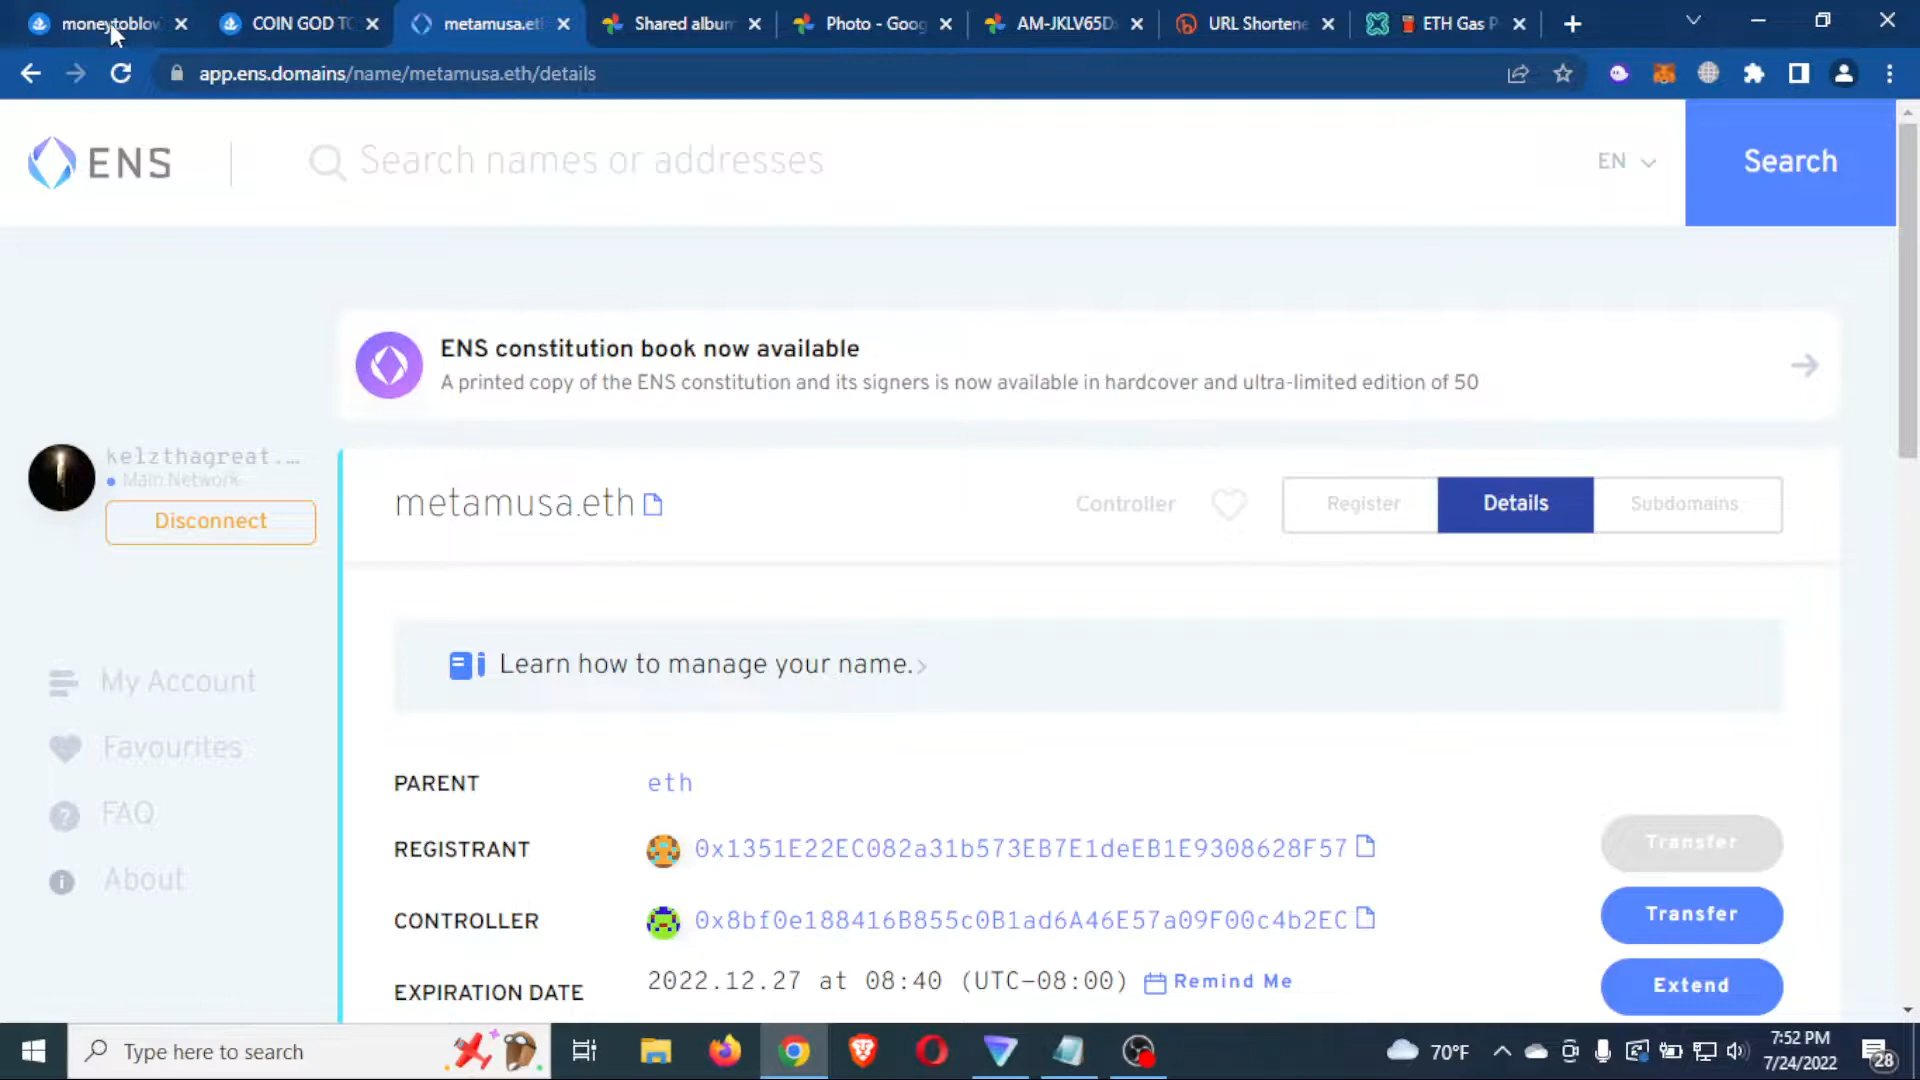 moneytoblow
COIN GOD TO
metamusa.eth
Shared album
Photo - Goog
AM-JKLV65D
URL Shortene
ETH Gas P
app.ens.domains/name/metamusa.eth/details
ENS
Search names or addresses
EN
Search
ENS constitution book now available
A printed copy of the ENS constitution and its signers is now available in hardcover and ultra-limited edition of 50
kelzthagreat....
Main Network
Disconnect
metamusa.eth
Controller
Register
Details
Subdomains
Learn how to manage your name.
My Account
Favourites
FAQ
About
PARENT
eth
REGISTRANT
0x1351E22EC082a31b573EB7E1deEB1E9308628F57
Transfer
CONTROLLER
0x8bf0e188416B855c0B1ad6A46E57a09F00c4b2EC
Transfer
EXPIRATION DATE
2022.12.27 at 08:40 (UTC-08:00)
Remind Me
Extend
Type here to search
70°F
7:52 PM
7/24/2022
28